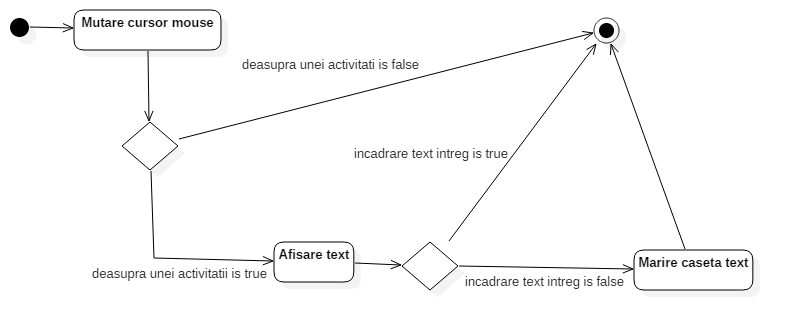 Mutare cursor mouse
deasupra unei activitati is false
incadrare text intreg is true
Afisare text
deasupra unei activitatii is true
Marire caseta text
incadrare text intreg is false